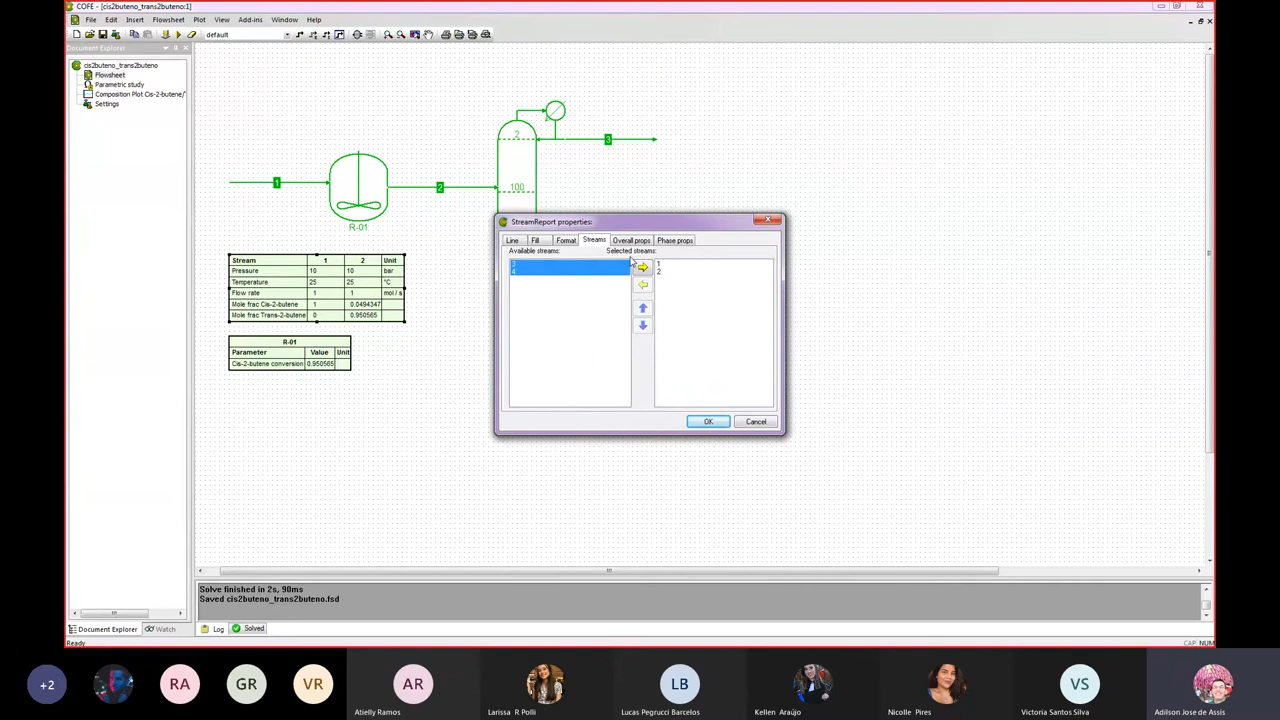 COFE - [cis2buteno_trans2buteno:1]
File Edit Insert Flowsheet Plot View Add-ins Window Help
default
Document Explorer
cis2buteno_trans2buteno
Flowsheet
Parametric study
Composition Plot Cis-2-butene/
Settings
2
3
1
2
100
R-01
StreamReport properties:
Line Fill Format Streams Overall props Phase props
Available streams: Selected streams:
3 1
4 2
OK Cancel
Stream 1 2 Unit
Pressure 10 10 bar
Temperature 25 25 °C
Flow rate 1 1 mol / s
Mole frac Cis-2-butene 1 0.0494347
Mole frac Trans-2-butene 0 0.950565
R-01
Parameter Value Unit
Cis-2-butene conversion 0.950565
Solve finished in 2s, 90ms
Saved cis2buteno_trans2buteno.fsd
Document Explorer Watch Log Solved
Ready CAP NUM
+2 RA GR VR AR LB VS
Atielly Ramos Larissa R Polli Lucas Pegrucci Barcelos Kellen Araújo Nicolle Pires Victoria Santos Silva Adilson Jose de Assis